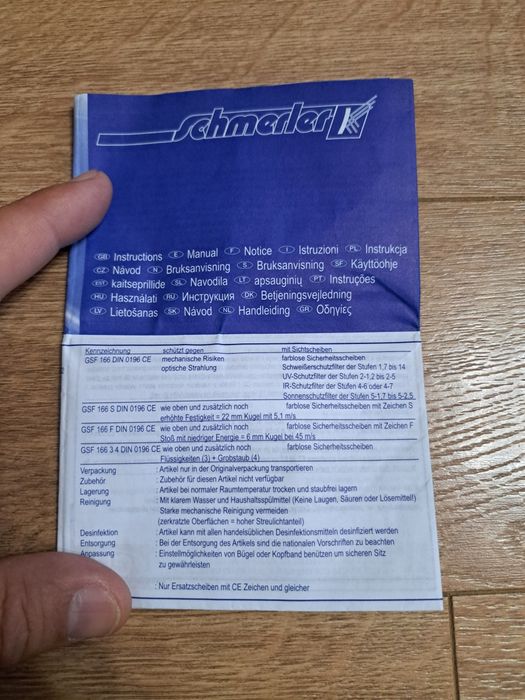 schmerler
GB Instructions E Manual F Notice I Istruzioni PL Instrukcja
CZ Návod N Bruksanvisning S Bruksanvisning SF Käyttöohje
EST kaitseprillide SL Navodila LT apsauginių PT Instruções
HU Használati RU Инструкция DK Betjeningsvejledning
LV Lietošanas SK Návod NL Handleiding GR Οδηγίες
Kennzeichnung schützt gegen mit Sichtscheiben
GSF 166 DIN 0196 CE mechanische Risiken farblose Sicherheitsscheiben
optische Strahlung Schweißerschutzfilter der Stufen 1,7 bis 14
UV-Schutzfilter der Stufen 2-1,2 bis 2-5
IR-Schutzfilter der Stufen 4-6 oder 4-7
Sonnenschutzfilter der Stufen 5-1,7 bis 5-2,5
GSF 166 S DIN 0196 CE wie oben und zusätzlich noch farblose Sicherheitsscheiben mit Zeichen S
erhöhte Festigkeit = 22 mm Kugel mit 5,1 m/s
GSF 166 F DIN 0196 CE wie oben und zusätzlich noch farblose Sicherheitsscheiben mit Zeichen F
Stoß mit niedriger Energie = 6 mm Kugel bei 45 m/s
GSF 166 3 4 DIN 0196 CE wie oben und zusätzlich noch farblose Sicherheitsscheiben
Flüssigkeiten (3) + Grobstaub (4)
Verpackung : Artikel nur in der Originalverpackung transportieren
Zubehör : Zubehör für diesen Artikel nicht verfügbar
Lagerung : Artikel bei normaler Raumtemperatur trocken und staubfrei lagern
Reinigung : Mit klarem Wasser und Haushaltsspülmittel (Keine Laugen, Säuren oder Lösemittel!)
Starke mechanische Reinigung vermeiden
(zerkratzte Oberflächen = hoher Streulichtanteil)
Desinfektion : Artikel kann mit allen handelsüblichen Desinfektionsmitteln desinfiziert werden
Entsorgung : Bei der Entsorgung des Artikels sind die nationalen Vorschriften zu beachten
Anpassung : Einstellmöglichkeiten von Bügel oder Kopfband benützen um sicheren Sitz
zu gewährleisten
: Nur Ersatzscheiben mit CE Zeichen und gleicher